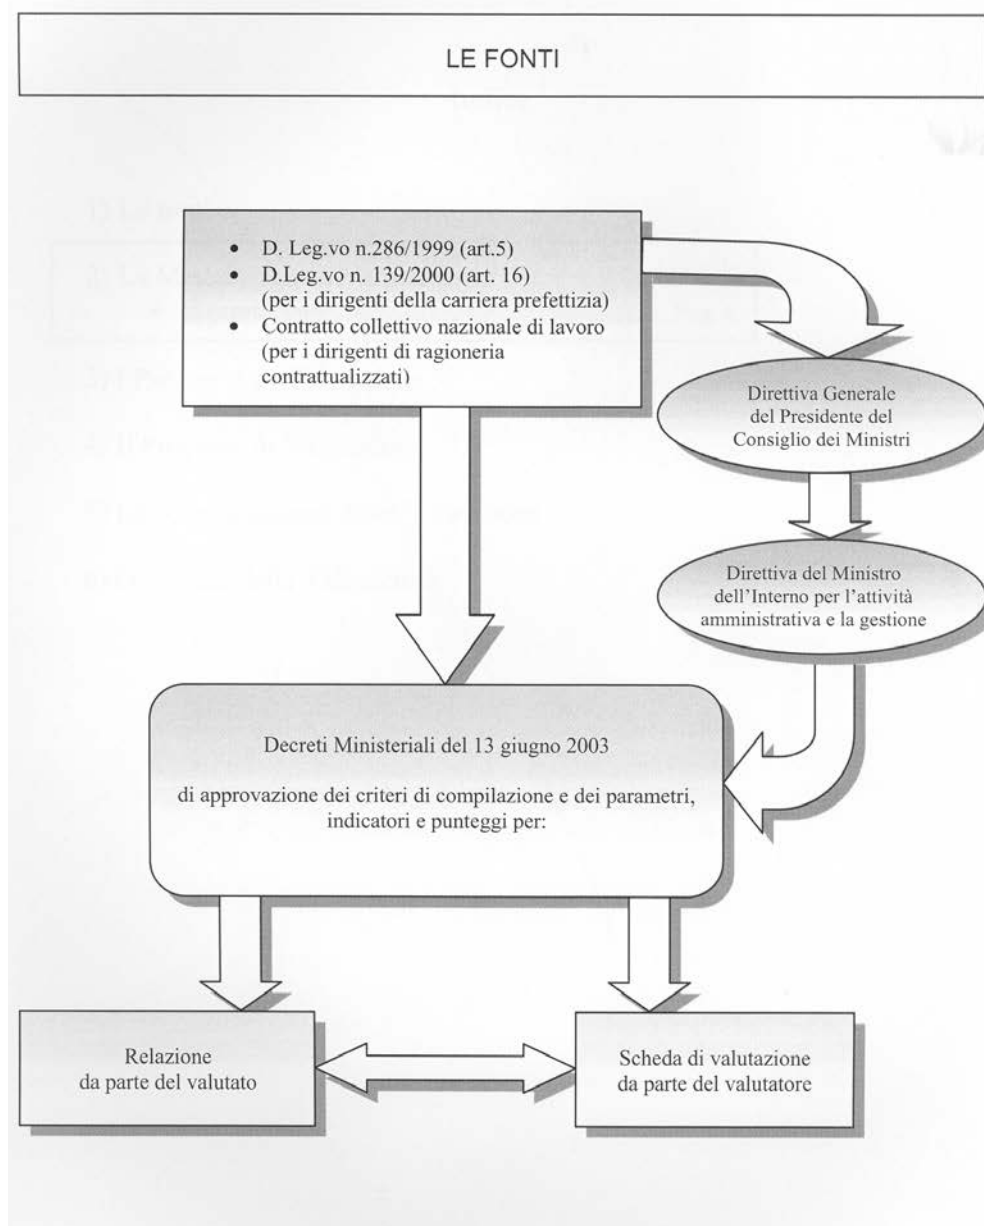 LE FONTI
• D. Leg.vo n.286/1999 (art.5)
• D.Leg.vo n. 139/2000 (art. 16)
(per i dirigenti della carriera prefettizia)
• Contratto collettivo nazionale di lavoro
(per i dirigenti di ragioneria
contrattualizzati)
Direttiva Generale
del Presidente del
Consiglio dei Ministri
Direttiva del Ministro
dell'Interno per l'attività
amministrativa e la gestione
Decreti Ministeriali del 13 giugno 2003
di approvazione dei criteri di compilazione e dei parametri,
indicatori e punteggi per:
Relazione
da parte del valutato
Scheda di valutazione
da parte del valutatore